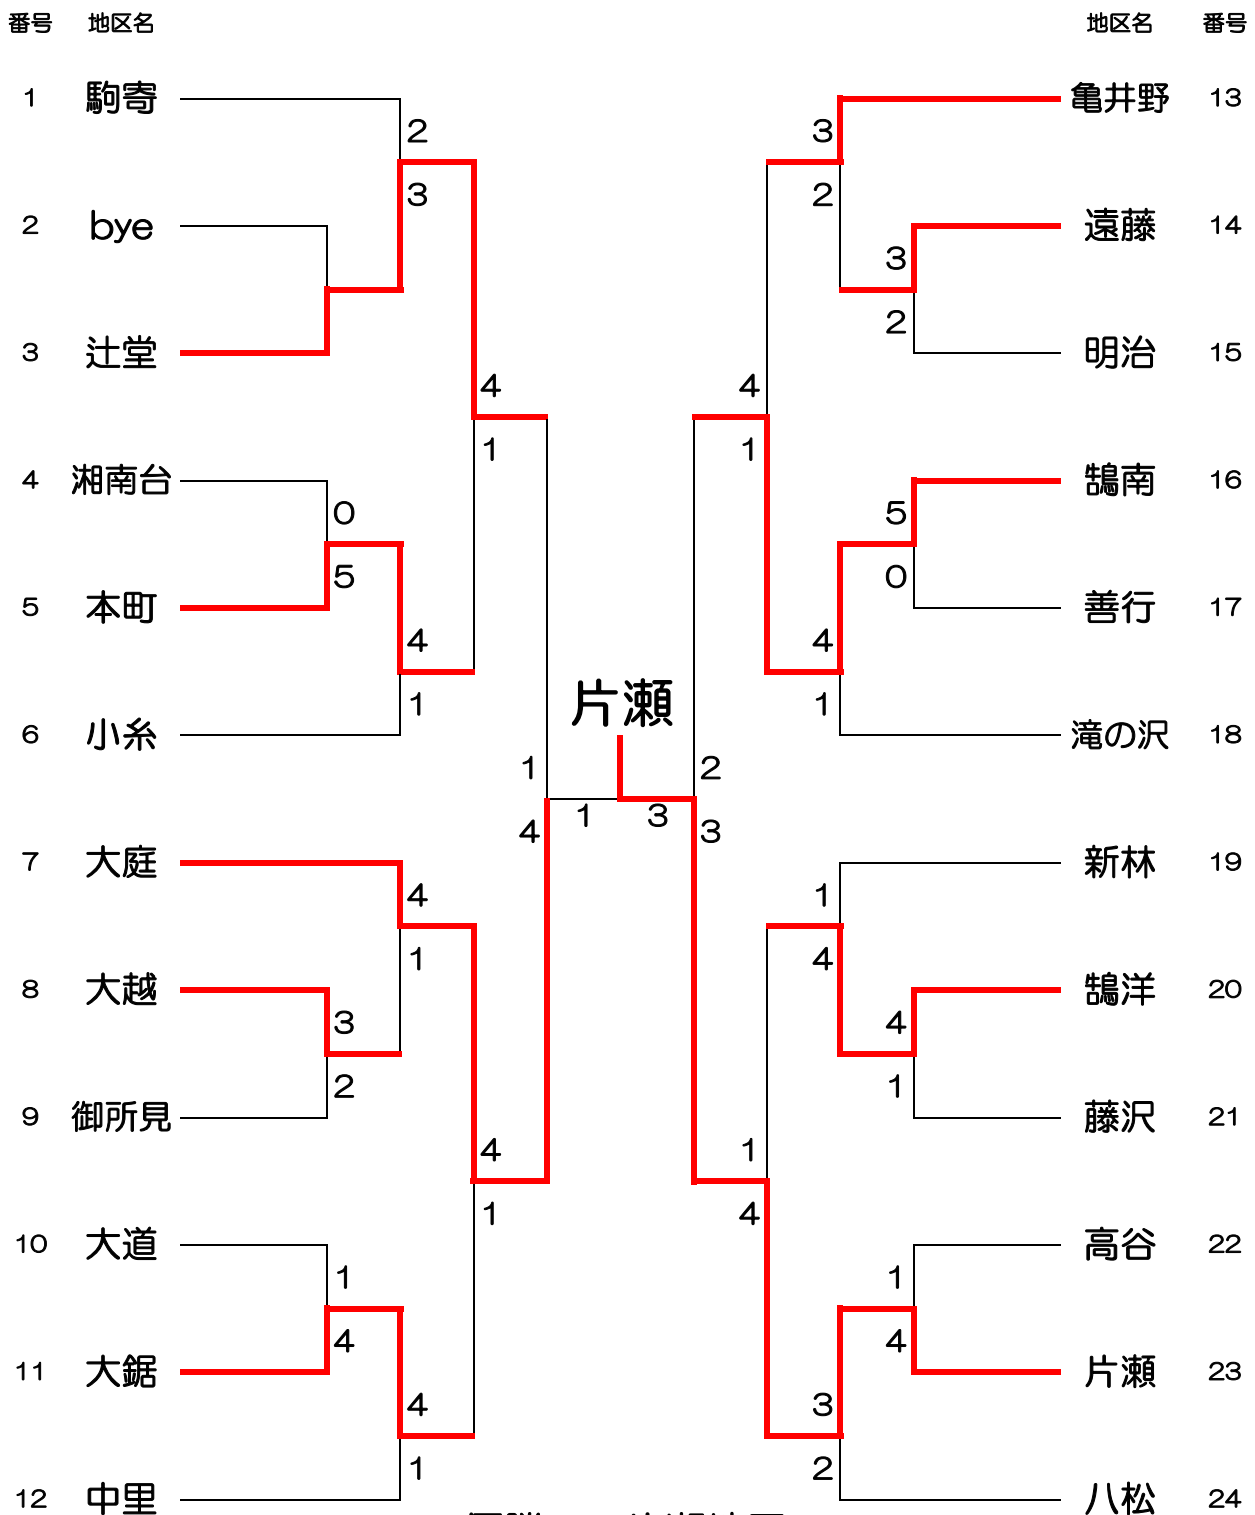 番号 地区名 地区名 番号
1 駒寄 亀井野 13
2 3
3 2
2 bye 遠藤 14
3
2
3 辻堂 明治 15
4 4
1 1
4 湘南台 鵠南 16
0 5
5 0
5 本町 善行 17
4 4
1 1
6 小糸 滝の沢 18
片瀬
1 2
1 3
4 3
7 大庭 新林 19
4 1
1 4
8 大越 鵠洋 20
3 4
2 1
9 御所見 藤沢 21
4 1
1 4
10 大道 高谷 22
1 1
4 4
11 大鋸 片瀬 23
4 3
1 2
12 中里 八松 24